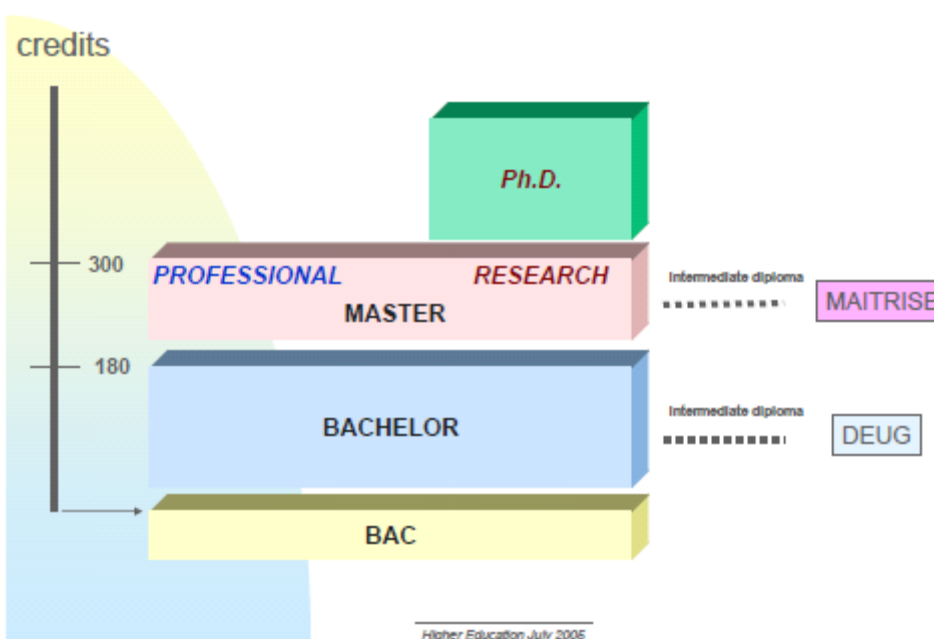 credits
Ph.D.
300
PROFESSIONAL RESEARCH
MASTER
Intermediate diploma
MAITRISE
180
BACHELOR
Intermediate diploma
DEUG
BAC
Higher Education July 2005